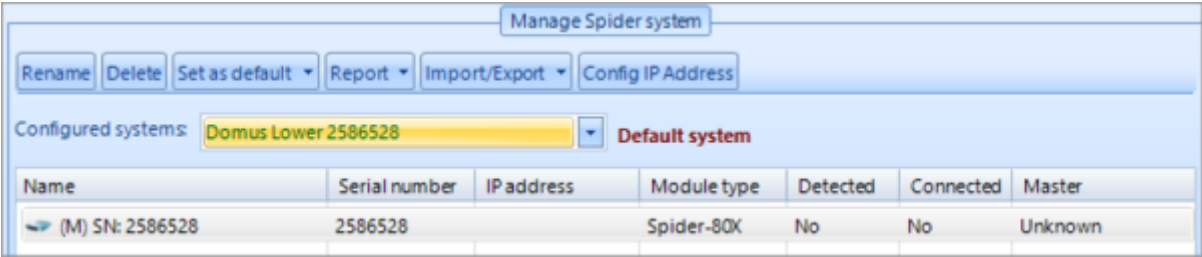 Manage Spider system
Rename Delete Set as default Report Import/Export Config IP Address
Configured systems: Domus Lower 2586528 Default system
Name Serial number IP address Module type Detected Connected Master
(M) SN: 2586528 2586528 Spider-80X No No Unknown